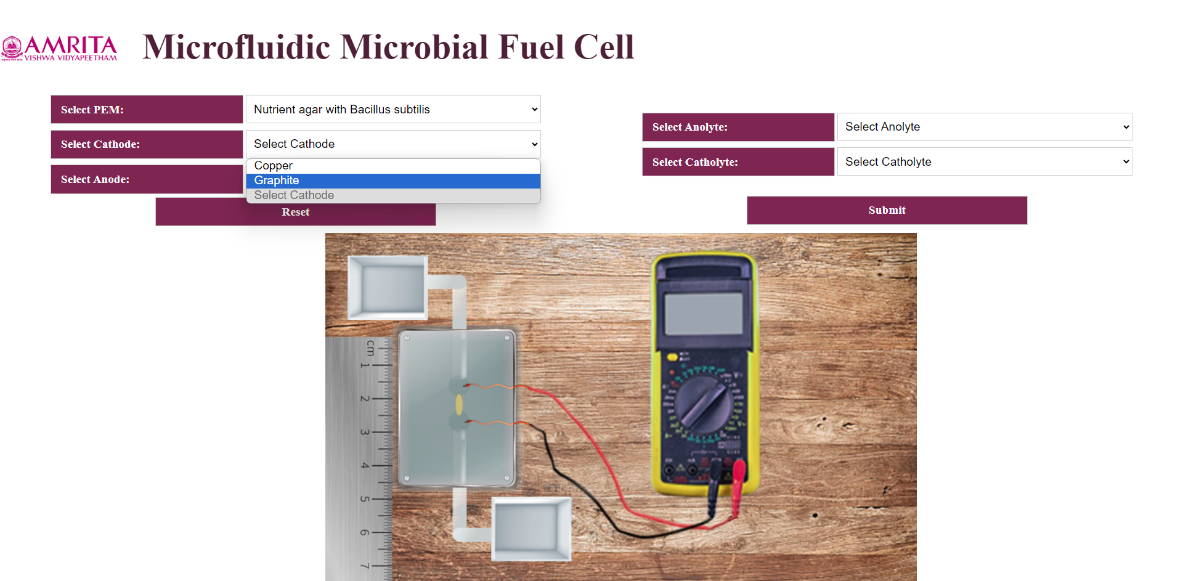 AMRITA
VISHWA VIDYAPEETHAM
Microfluidic Microbial Fuel Cell
Select PEM:
Nutrient agar with Bacillus subtilis
Select Cathode:
Select Cathode
Copper
Graphite
Select Cathode
Select Anode:
Reset
Select Anolyte:
Select Anolyte
Select Catholyte:
Select Catholyte
Submit
cm
1
2
3
4
5
6
7